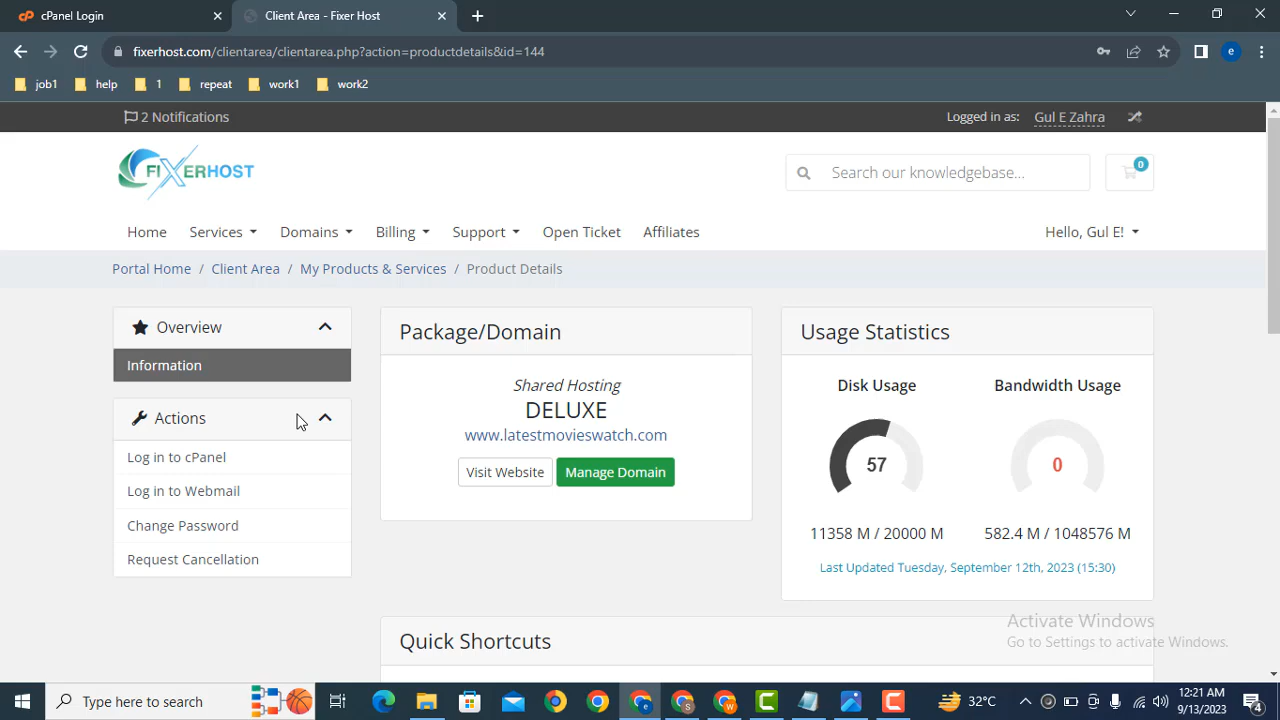 cPanel Login
Client Area - Fixer Host
fixerhost.com/clientarea/clientarea.php?action=productdetails&id=144
e
job1 help 1 repeat work1 work2
2 Notifications
Logged in as: Gul E Zahra
FIXERHOST
Search our knowledgebase...
0
Home Services Domains Billing Support Open Ticket Affiliates
Hello, Gul E!
Portal Home / Client Area / My Products & Services / Product Details
Overview
Information
Actions
Log in to cPanel
Log in to Webmail
Change Password
Request Cancellation
Package/Domain
Shared Hosting
DELUXE
www.latestmovieswatch.com
Visit Website Manage Domain
Usage Statistics
Disk Usage Bandwidth Usage
57 0
11358 M / 20000 M 582.4 M / 1048576 M
Last Updated Tuesday, September 12th, 2023 (15:30)
Quick Shortcuts
Activate Windows
Go to Settings to activate Windows.
Type here to search
32°C
12:21 AM
9/13/2023
4